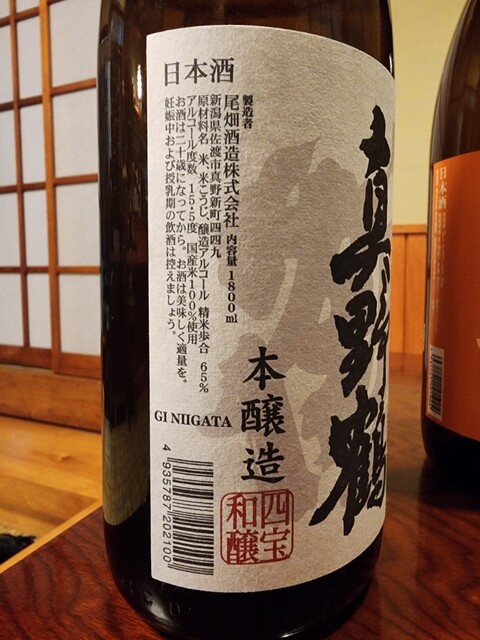 日本酒
製造者
尾畑酒造株式会社 内容量 1800ml
新潟県佐渡市真野新町四四九
原材料名 米、米こうじ、醸造アルコール 精米歩合 65%
アルコール度数 15・5度 国産米100%使用
お酒は二十歳になってから。お酒は美味しく適量を。
妊娠中および授乳期の飲酒は控えましょう。
真野鶴
本醸造
四宝
和醸
GI NIIGATA
4 935787 202100
日本酒